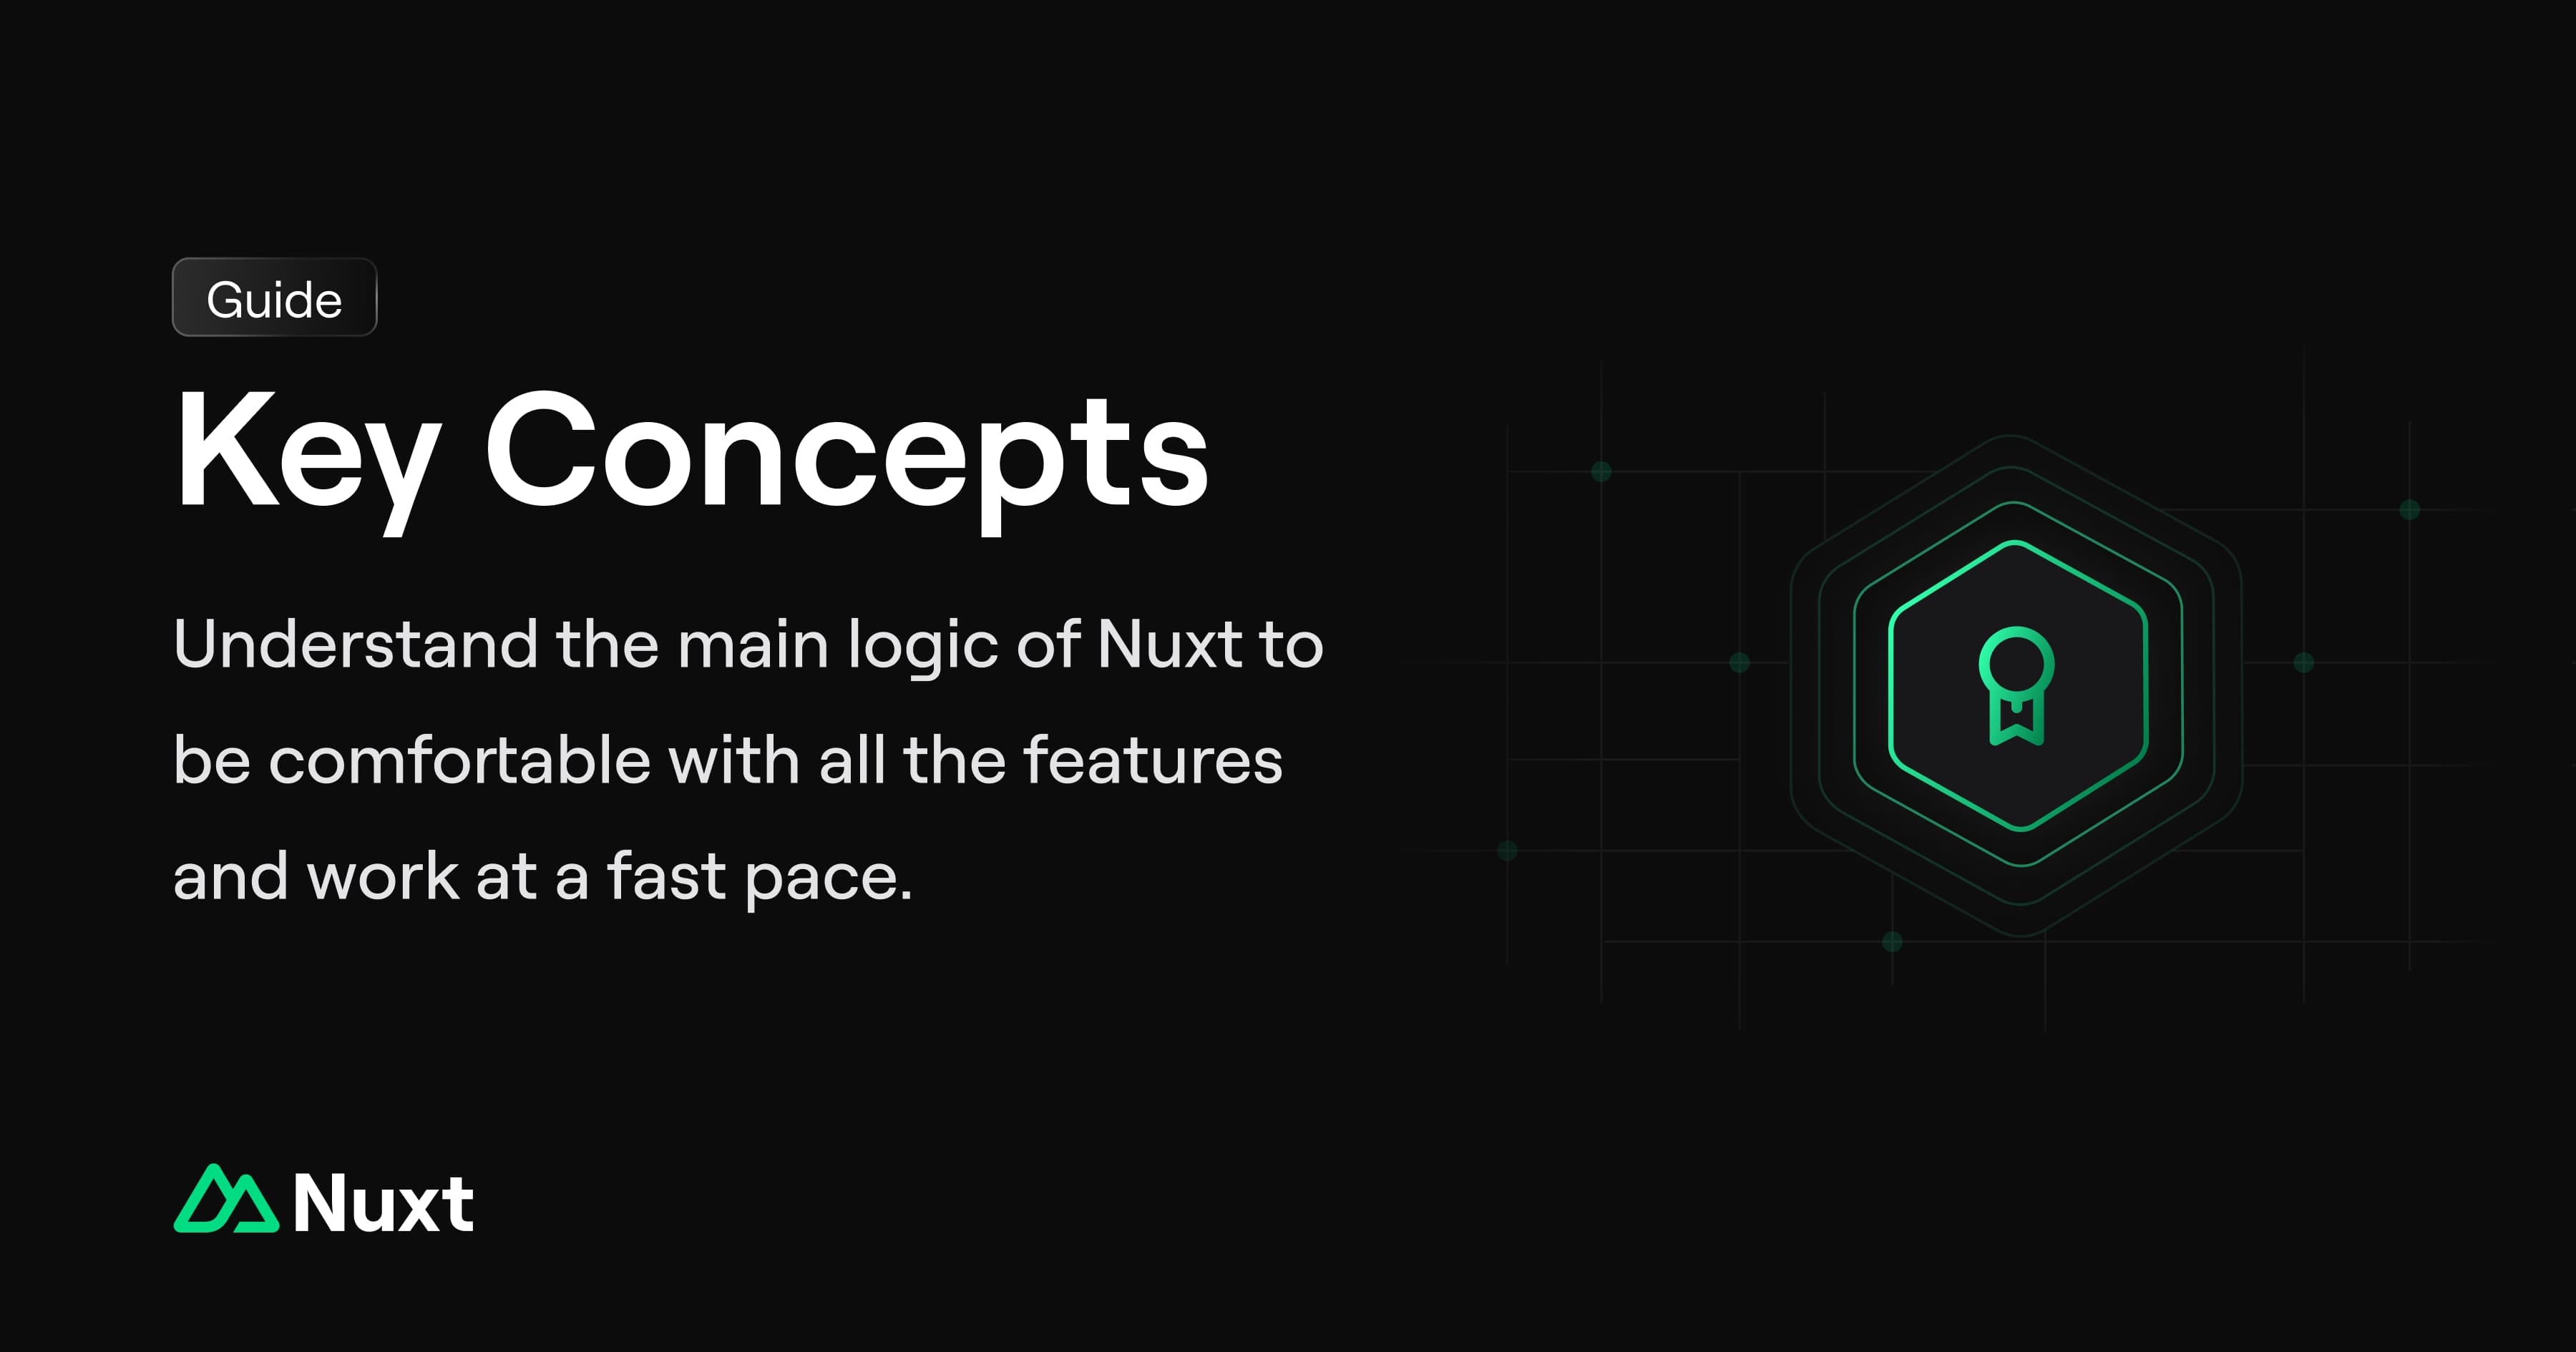 Guide
Key Concepts
Understand the main logic of Nuxt to
be comfortable with all the features
and work at a fast pace.
Nuxt